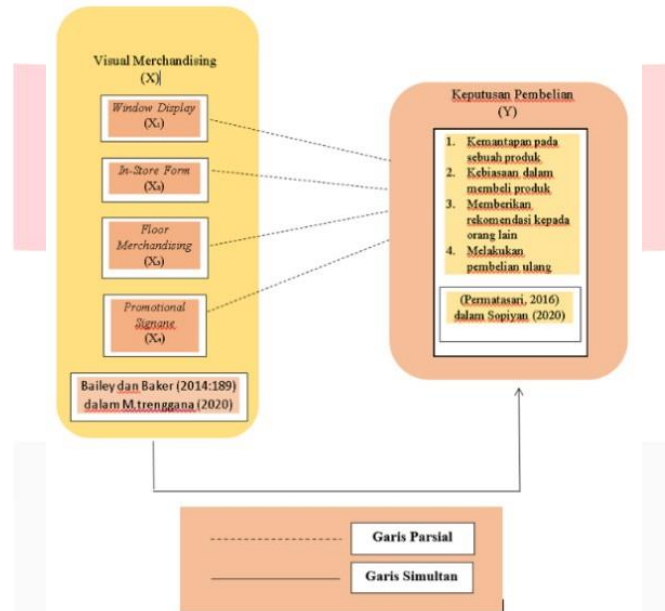 Visual Merchandising
(X)
Window Display
(X₁)
In-Store Form
(X₂)
Floor
Merchandising
(X₃)
Promotional
Signane
(X₄)
Bailey dan Baker (2014:189)
dalam M.trenggana (2020)
Keputusan Pembelian
(Y)
1. Kemantapan pada
sebuah produk
2. Kebiasaan dalam
membeli produk
3. Memberikan
rekomendasi kepada
orang lain
4. Melakukan
pembelian ulang
(Permatasari, 2016)
dalam Sopiyan (2020)
Garis Parsial
Garis Simultan